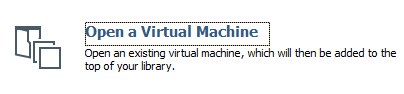 Open a Virtual Machine
Open an existing virtual machine, which will then be added to the
top of your library.